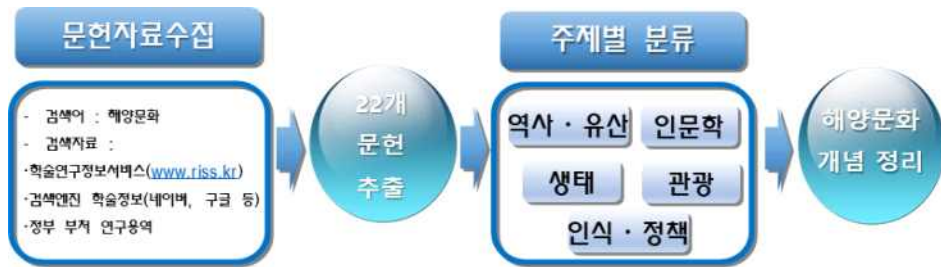 문헌자료수집
- 검색어 : 해양문화
- 검색자료 :
·학술연구정보서비스(www.riss.kr)
·검색엔진 학술정보(네이버, 구글 등)
·정부 부처 연구용역
22개
문헌
추출
주제별 분류
역사 · 유산
인문학
생태
관광
인식 · 정책
해양문화
개념 정리